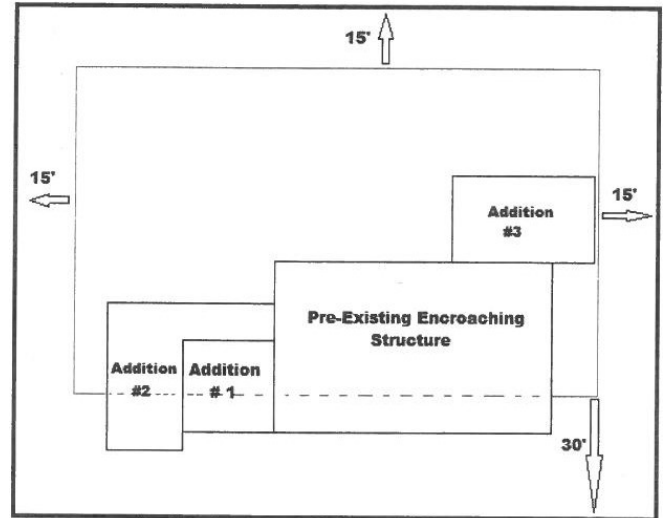 15'
15'
15'
Addition
#3
Pre-Existing Encroaching
Structure
Addition
#2
Addition
# 1
30'